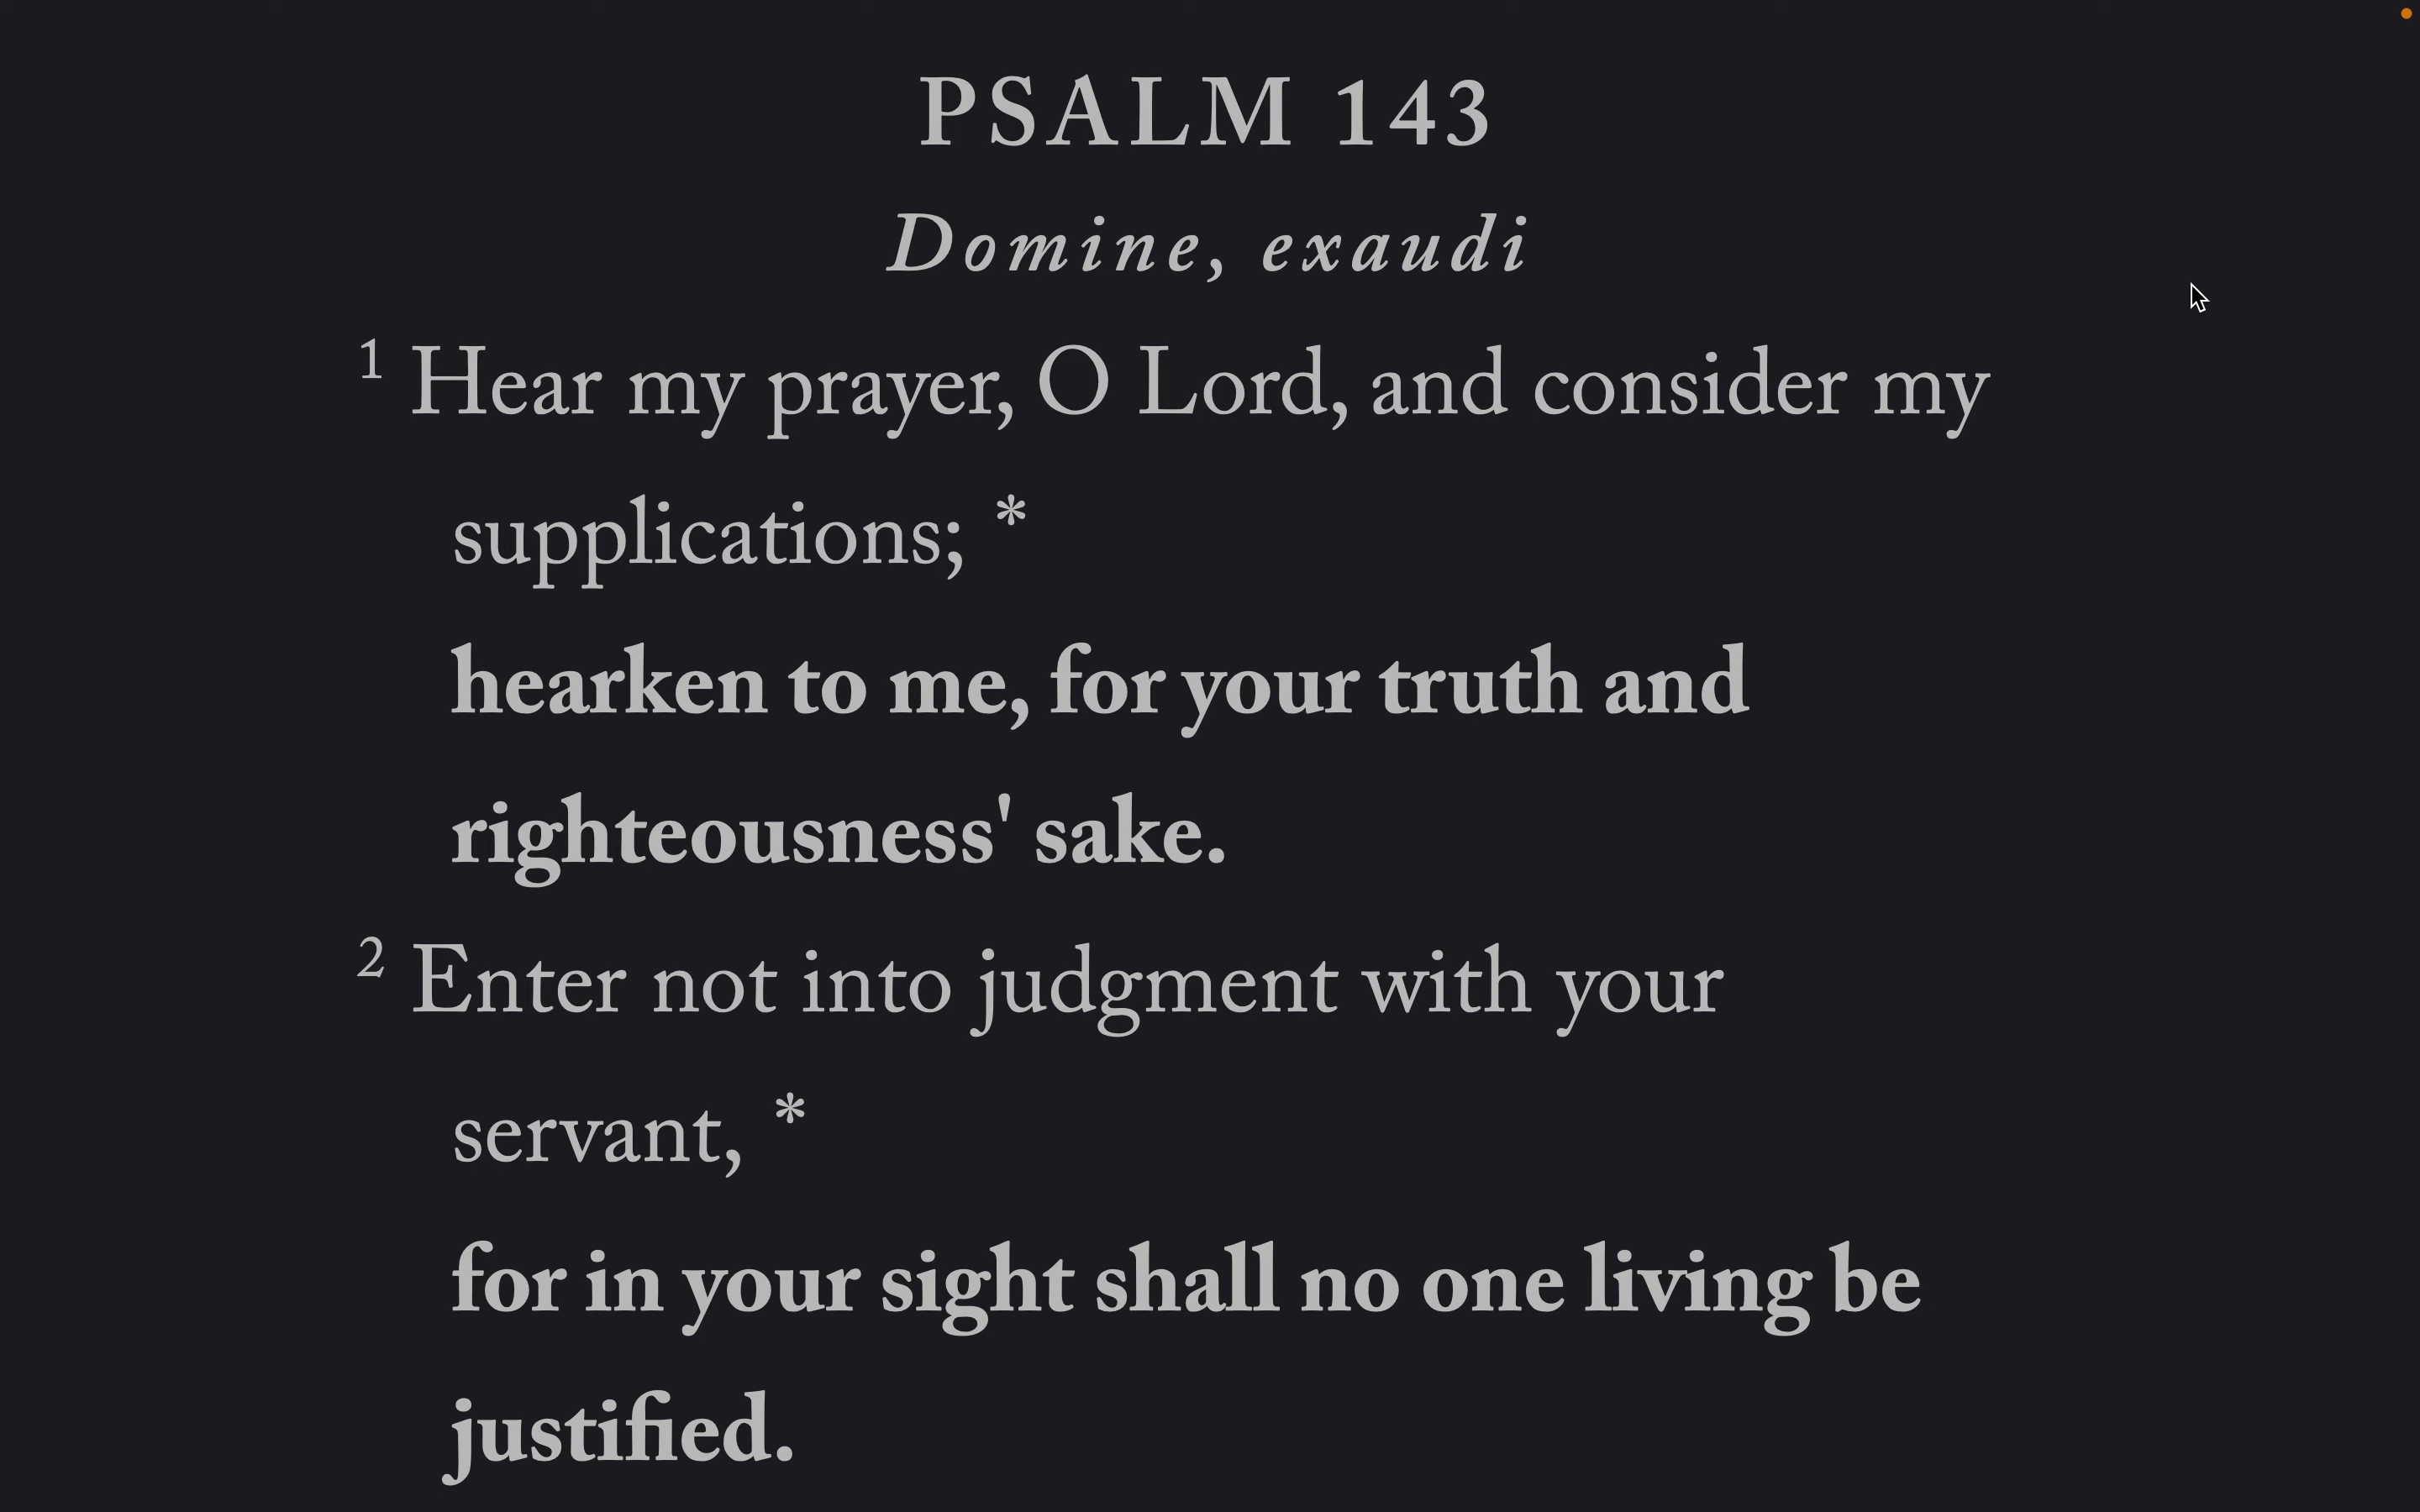 PSALM 143
Domine, exaudi
1 Hear my prayer, O Lord, and consider my
supplications; *
hearken to me, for your truth and
righteousness' sake.
2 Enter not into judgment with your
servant, *
for in your sight shall no one living be
justified.